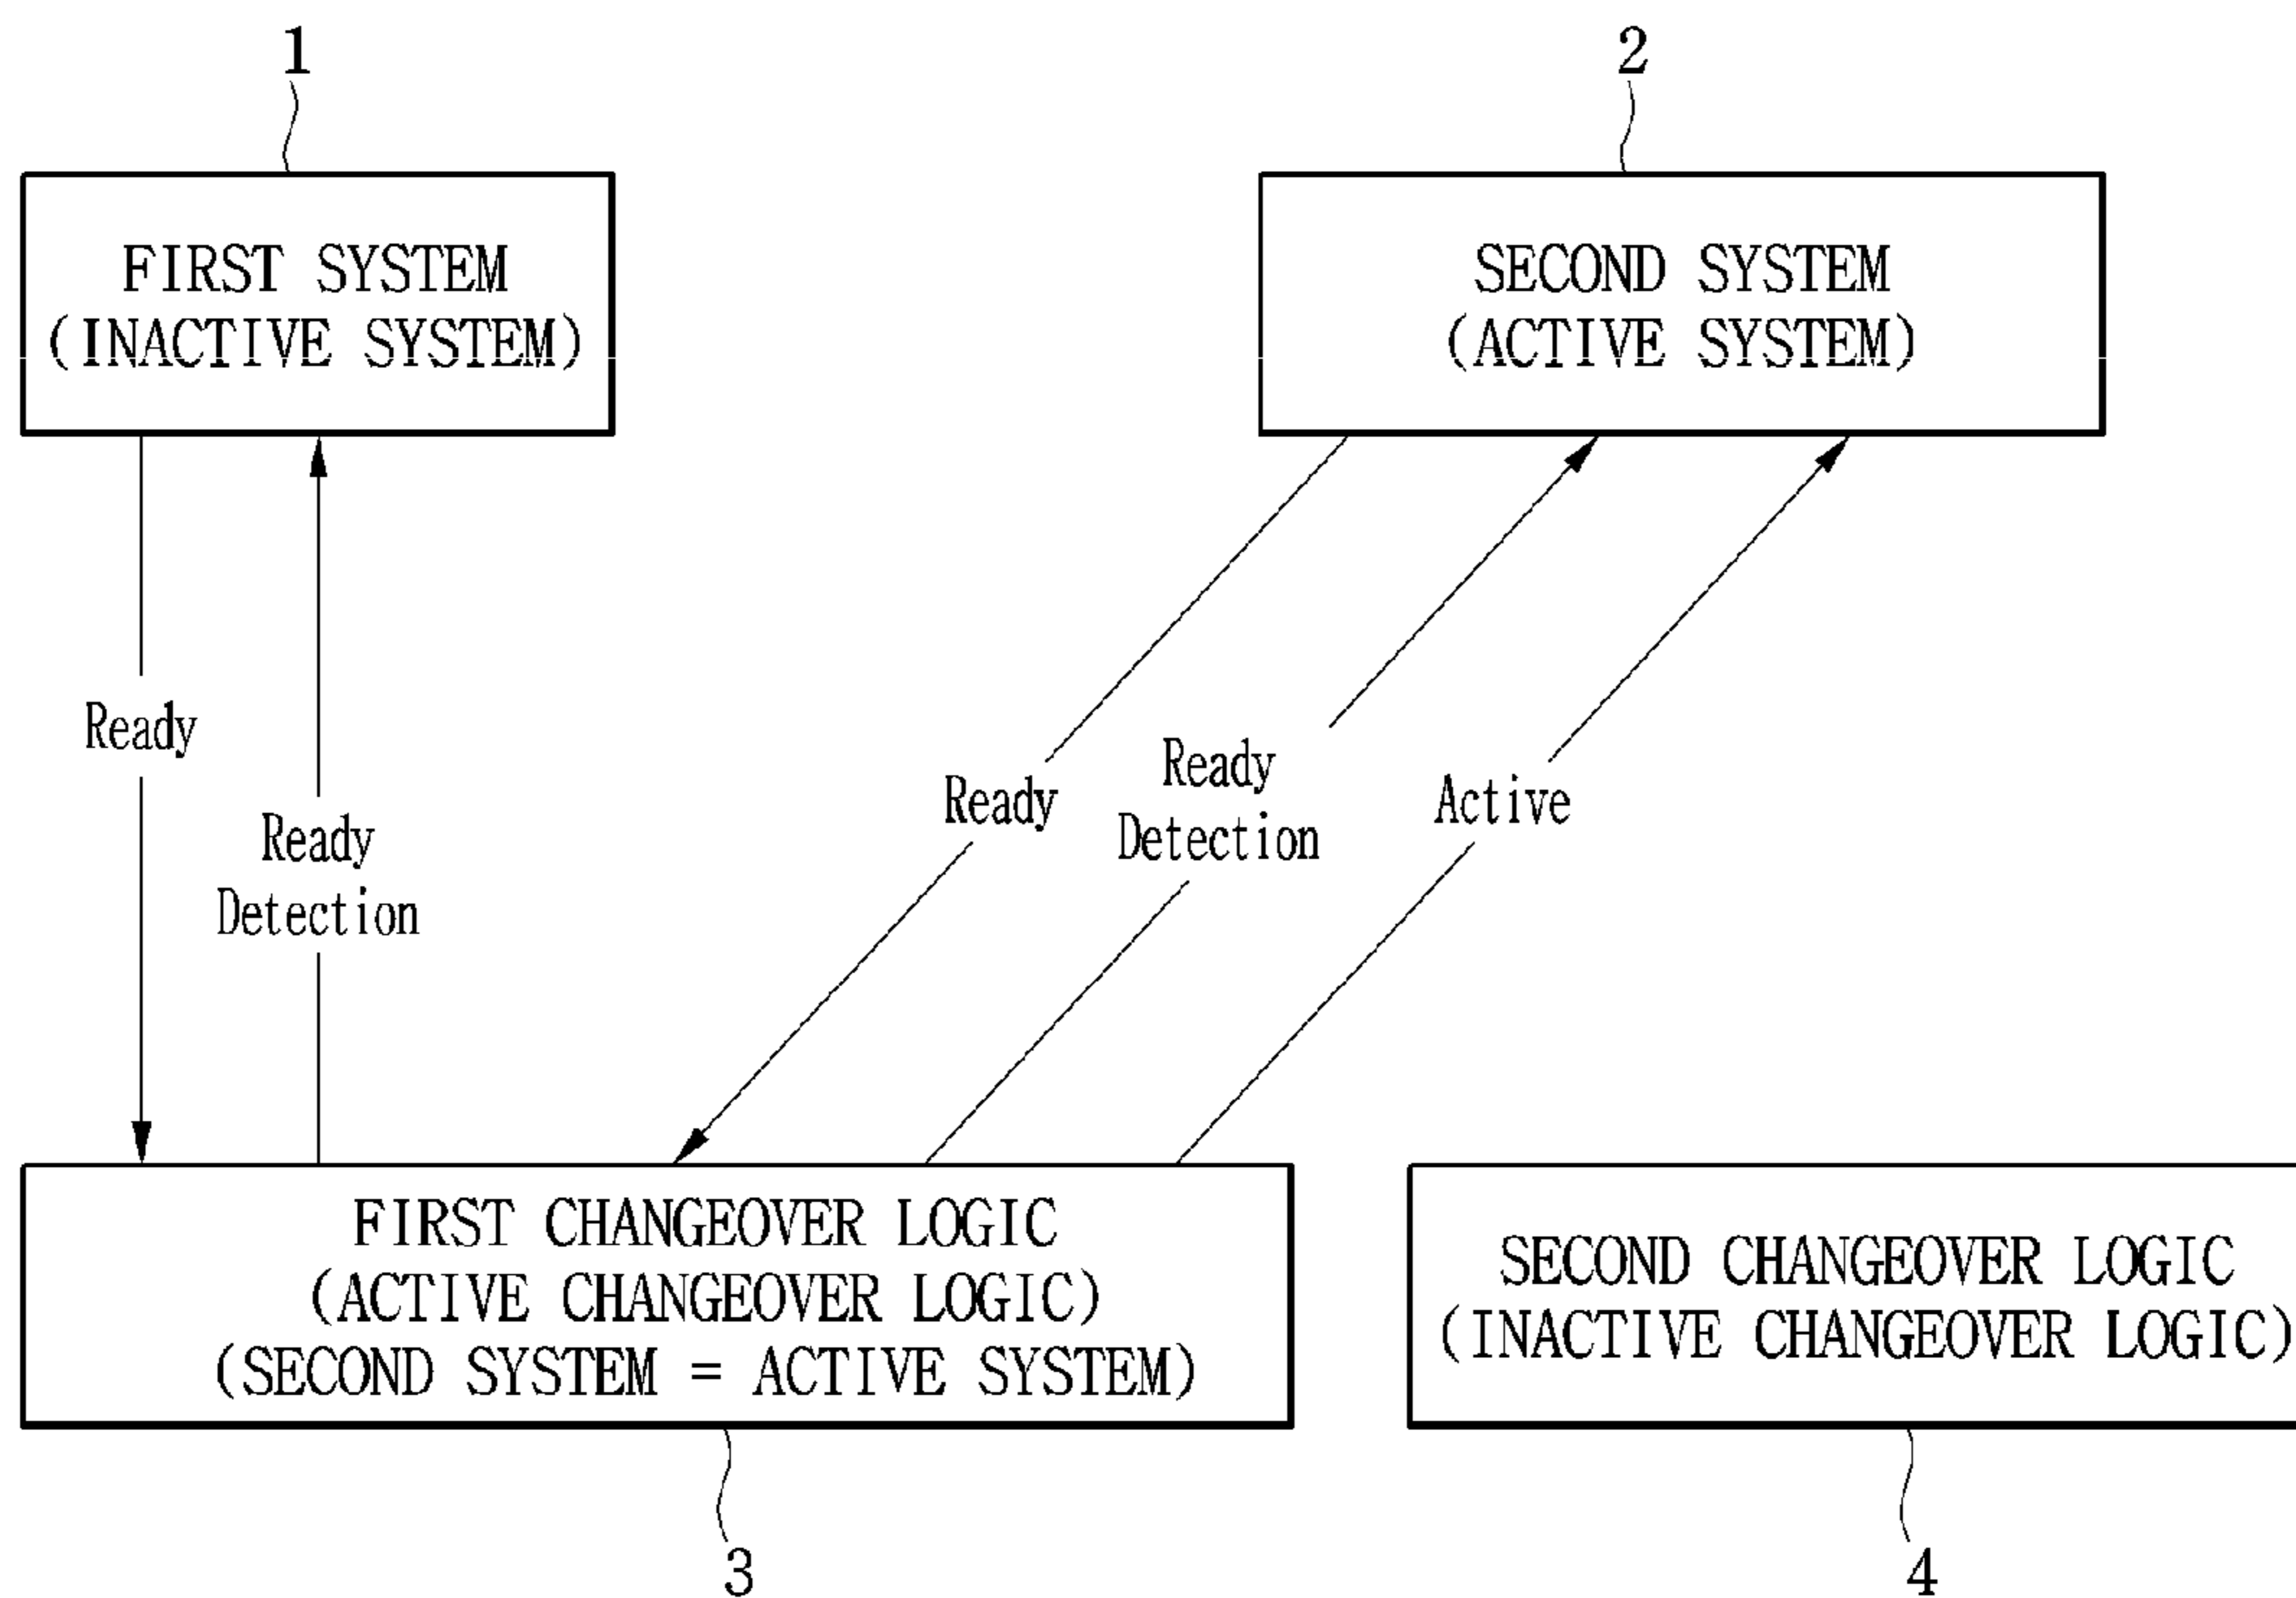 1
2
FIRST SYSTEM
(INACTIVE SYSTEM)
SECOND SYSTEM
(ACTIVE SYSTEM)
Ready
Ready
Detection
Ready
Ready
Detection
Active
FIRST CHANGEOVER LOGIC
(ACTIVE CHANGEOVER LOGIC)
(SECOND SYSTEM = ACTIVE SYSTEM)
SECOND CHANGEOVER LOGIC
(INACTIVE CHANGEOVER LOGIC)
3
4